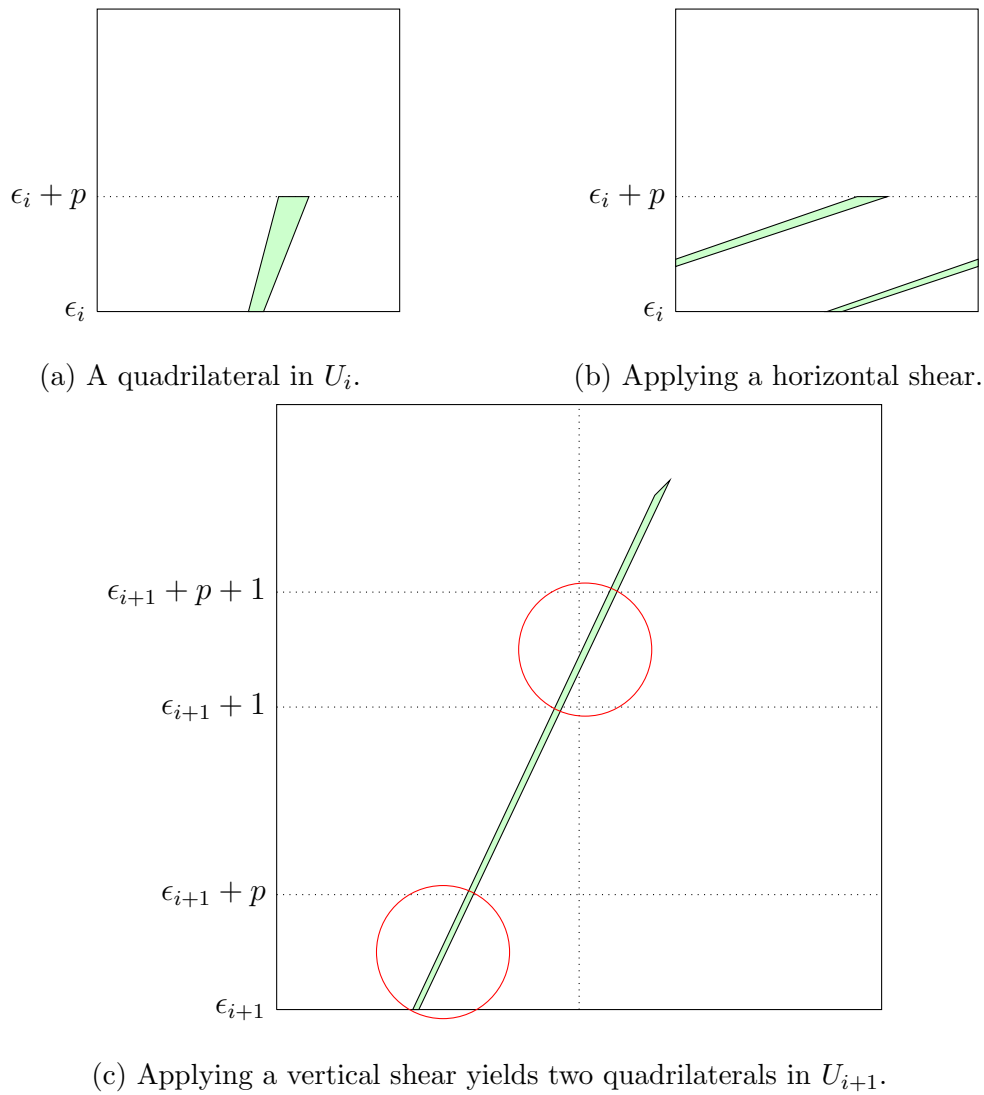 ϵᵢ + p
ϵᵢ
(a) A quadrilateral in Uᵢ.
ϵᵢ + p
ϵᵢ
(b) Applying a horizontal shear.
ϵᵢ₊₁ + p + 1
ϵᵢ₊₁ + 1
ϵᵢ₊₁ + p
ϵᵢ₊₁
(c) Applying a vertical shear yields two quadrilaterals in Uᵢ₊₁.